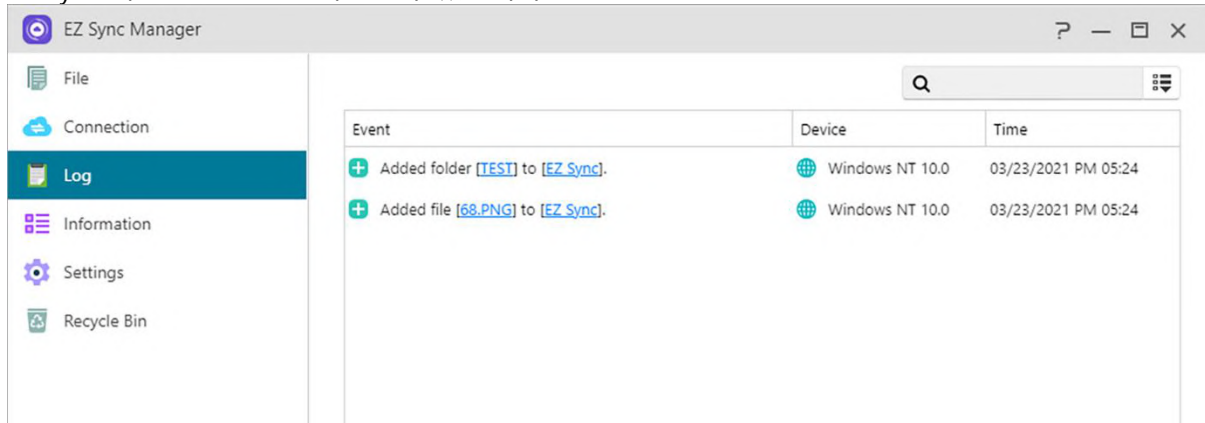 EZ Sync Manager
File
Connection
Log
Information
Settings
Recycle Bin
Event Device Time
Added folder [TEST] to [EZ Sync]. Windows NT 10.0 03/23/2021 PM 05:24
Added file [68.PNG] to [EZ Sync]. Windows NT 10.0 03/23/2021 PM 05:24